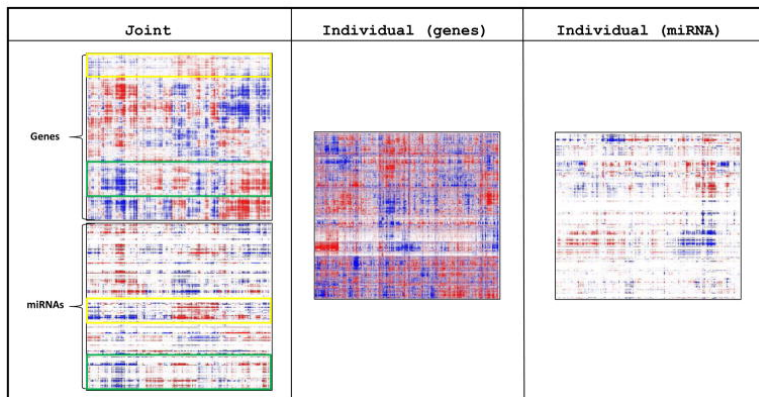 Joint
Individual (genes)
Individual (miRNA)
Genes
miRNAs